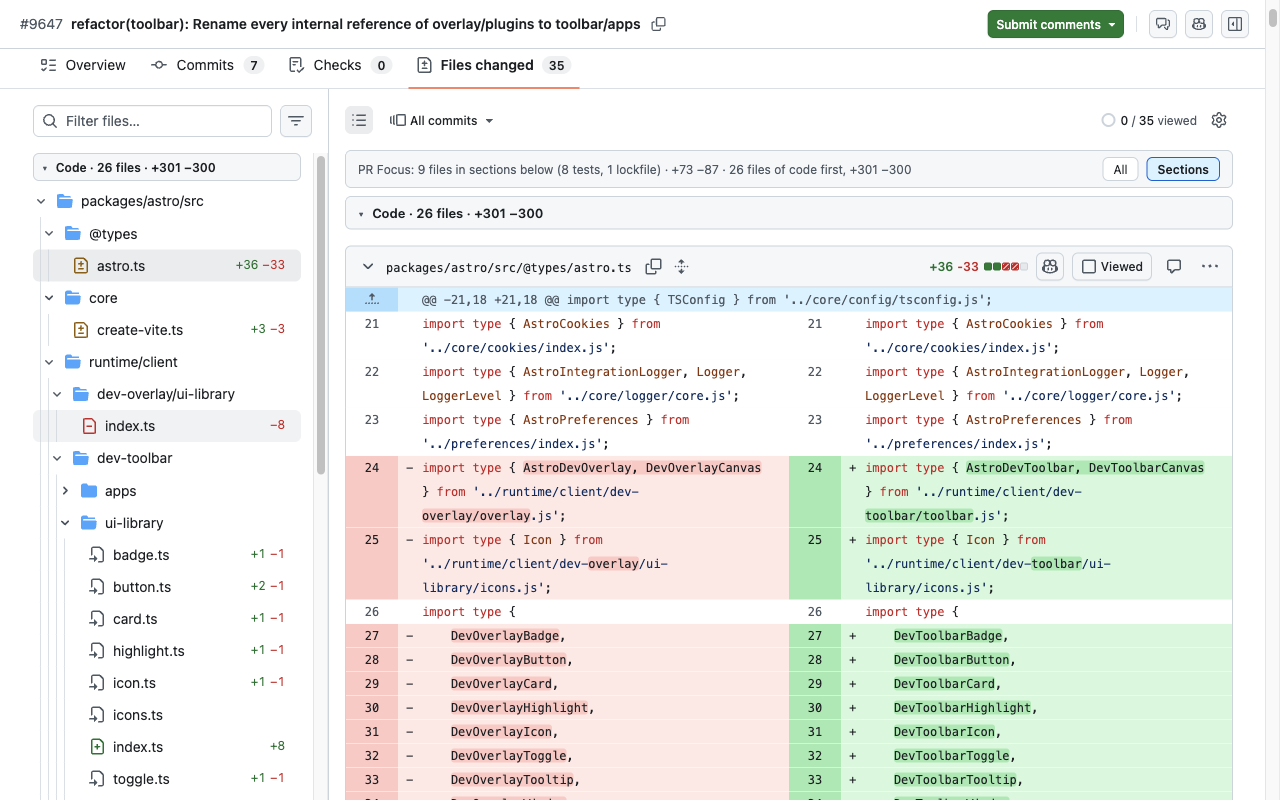 #9647 refactor(toolbar): Rename every internal reference of overlay/plugins to toolbar/apps
Submit comments
Overview
Commits 7
Checks 0
Files changed 35
Filter files...
Code · 26 files · +301 −300
packages/astro/src
@types
astro.ts +36 −33
core
create-vite.ts +3 −3
runtime/client
dev-overlay/ui-library
index.ts −8
dev-toolbar
apps
ui-library
badge.ts +1 −1
button.ts +2 −1
card.ts +1 −1
highlight.ts +1 −1
icon.ts +1 −1
icons.ts
index.ts +8
toggle.ts +1 −1
All commits
0 / 35 viewed
PR Focus: 9 files in sections below (8 tests, 1 lockfile) · +73 −87 · 26 files of code first, +301 −300
All
Sections
Code · 26 files · +301 −300
packages/astro/src/@types/astro.ts
+36 -33
Viewed
@@ -21,18 +21,18 @@ import type { TSConfig } from '../core/config/tsconfig.js';
21 import type { AstroCookies } from
'../core/cookies/index.js';
22 import type { AstroIntegrationLogger, Logger,
LoggerLevel } from '../core/logger/core.js';
23 import type { AstroPreferences } from
'../preferences/index.js';
24 - import type { AstroDevOverlay, DevOverlayCanvas
} from '../runtime/client/dev-
overlay/overlay.js';
25 - import type { Icon } from
'../runtime/client/dev-overlay/ui-
library/icons.js';
26 import type {
27 - DevOverlayBadge,
28 - DevOverlayButton,
29 - DevOverlayCard,
30 - DevOverlayHighlight,
31 - DevOverlayIcon,
32 - DevOverlayToggle,
33 - DevOverlayTooltip,
21 import type { AstroCookies } from
'../core/cookies/index.js';
22 import type { AstroIntegrationLogger, Logger,
LoggerLevel } from '../core/logger/core.js';
23 import type { AstroPreferences } from
'../preferences/index.js';
24 + import type { AstroDevToolbar, DevToolbarCanvas
} from '../runtime/client/dev-
toolbar/toolbar.js';
25 + import type { Icon } from
'../runtime/client/dev-toolbar/ui-
library/icons.js';
26 import type {
27 + DevToolbarBadge,
28 + DevToolbarButton,
29 + DevToolbarCard,
30 + DevToolbarHighlight,
31 + DevToolbarIcon,
32 + DevToolbarToggle,
33 + DevToolbarTooltip,